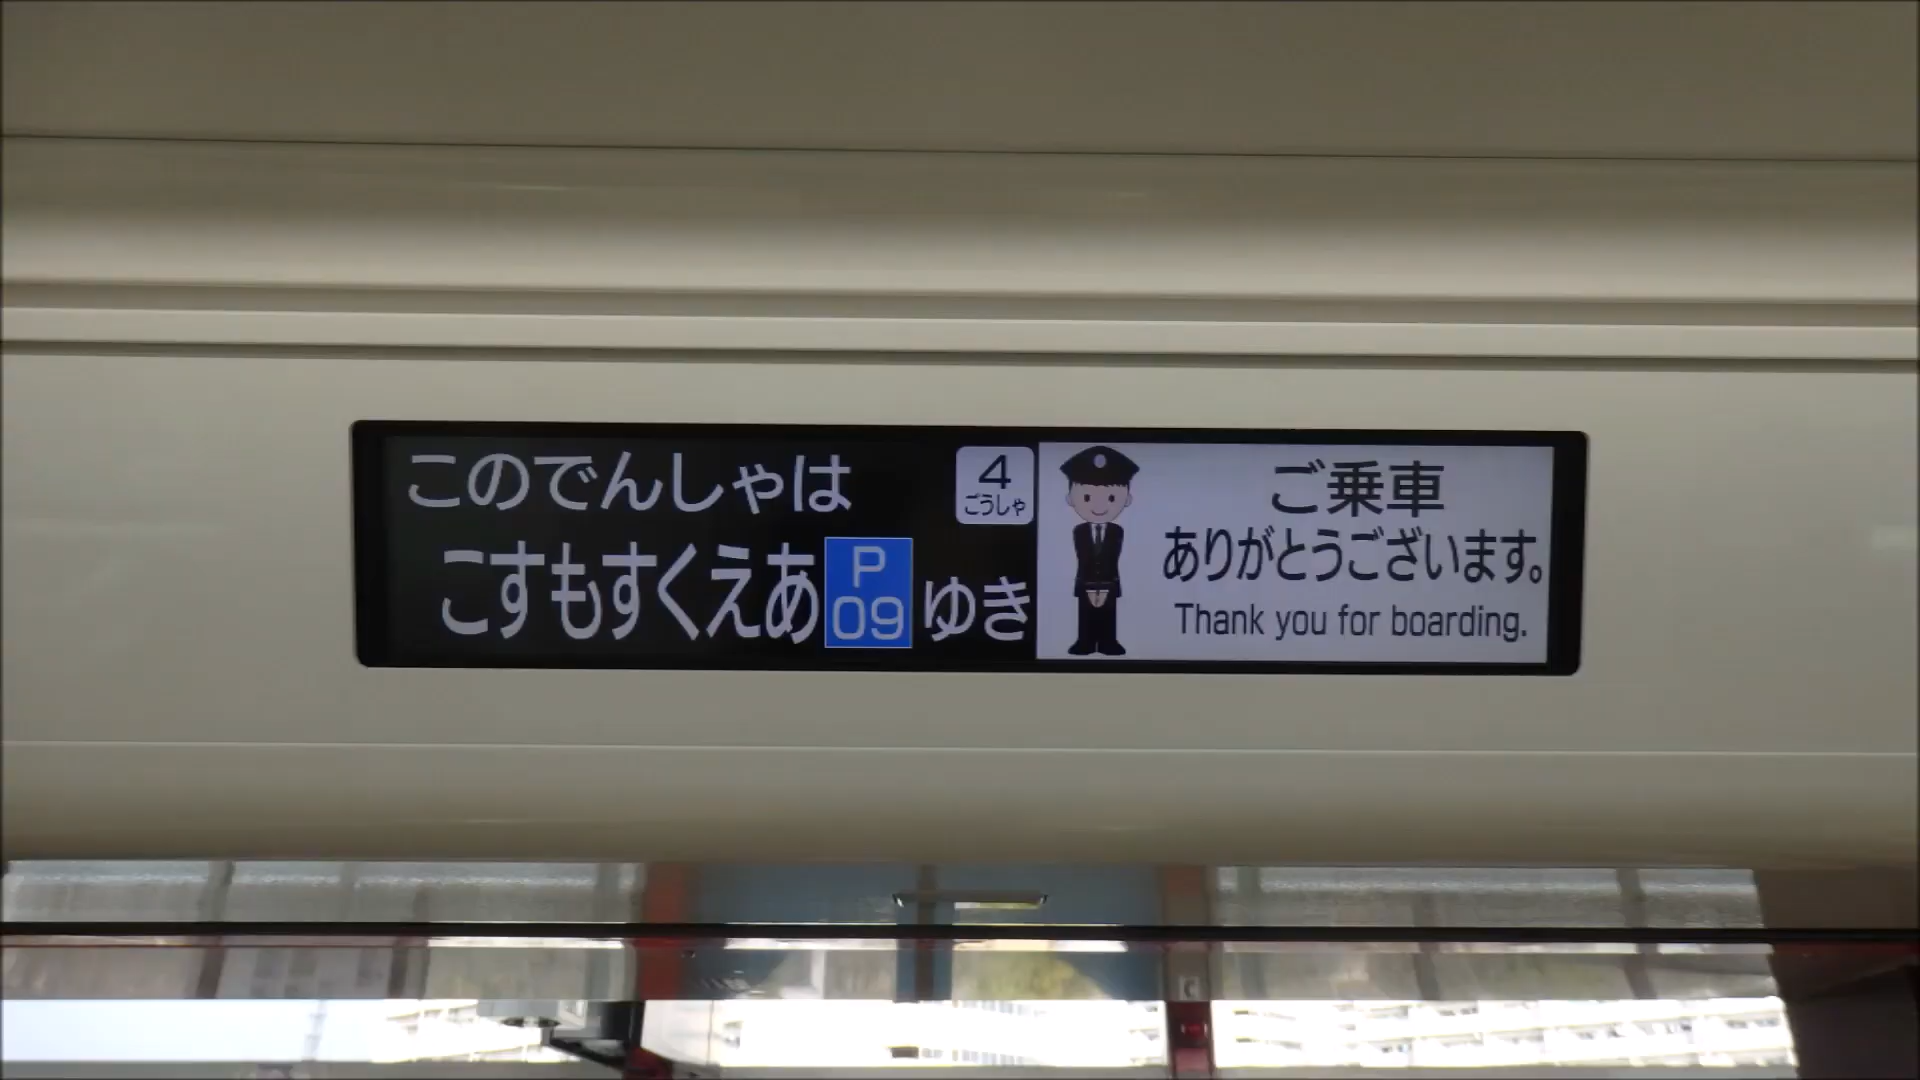 このでんしゃは
4
ごうしゃ
こすもすくえあ P 09 ゆき
ご乗車
ありがとうございます。
Thank you for boarding.